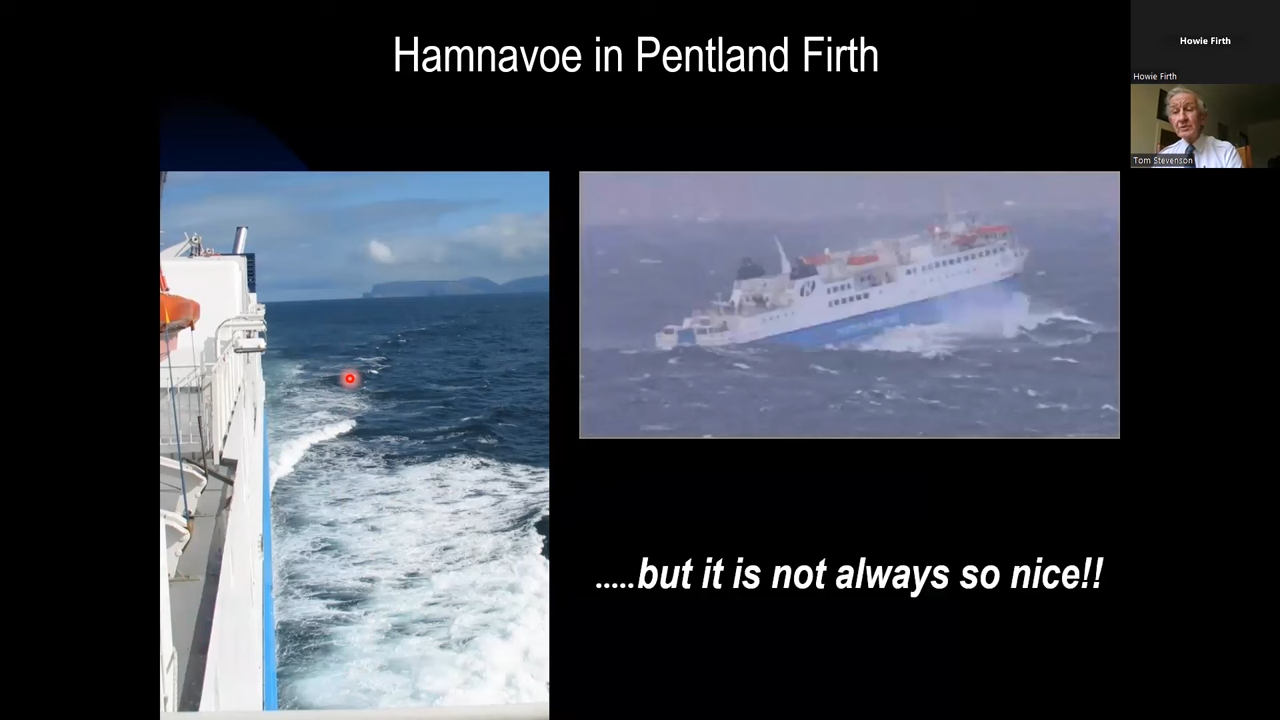 Hamnavoe in Pentland Firth
Howie Firth
Howie Firth
Tom Stevenson
.....but it is not always so nice!!